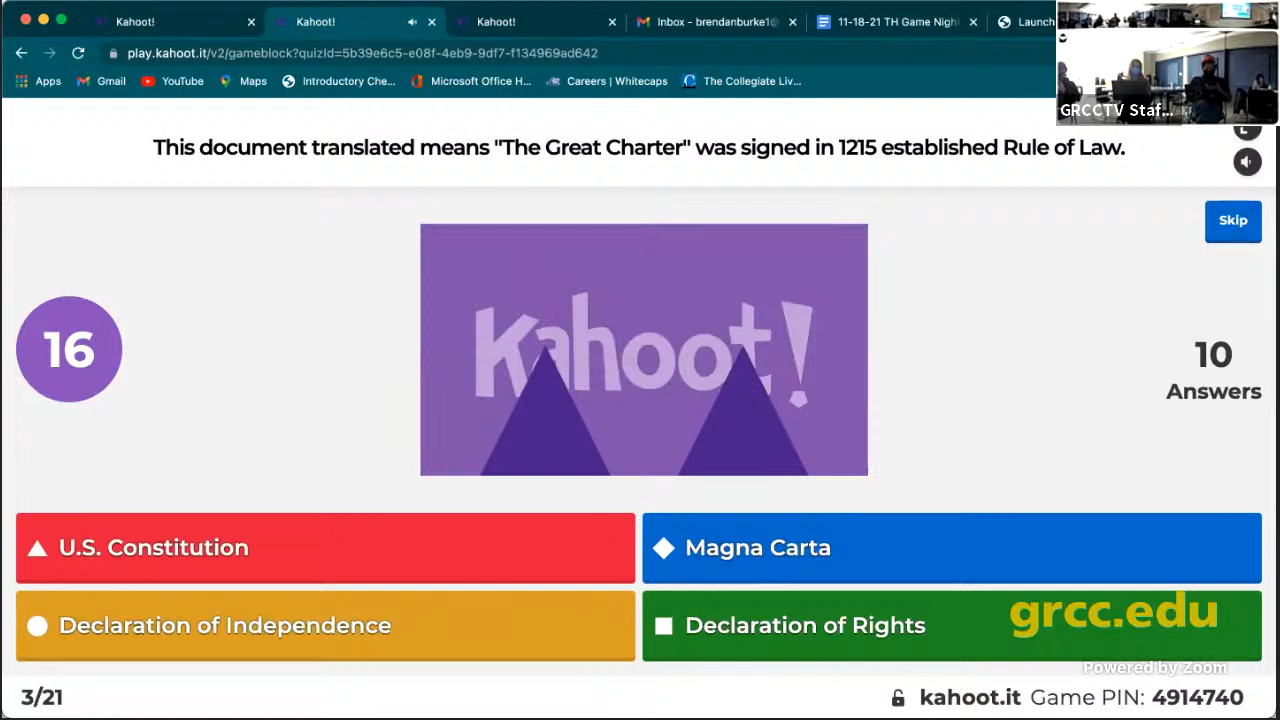 Kahoot!
Kahoot!
Kahoot!
Inbox - brendanburke1@
11-18-21 TH Game Nigh
Launch
play.kahoot.it/v2/gameblock?quizId=5b39e6c5-e08f-4eb9-9df7-f134969ad642
Apps
Gmail
YouTube
Maps
Introductory Che...
Microsoft Office H...
Careers | Whitecaps
The Collegiate Liv...
GRCCTV Staf...
This document translated means "The Great Charter" was signed in 1215 established Rule of Law.
Skip
Kahoot!
16
10
Answers
U.S. Constitution
Magna Carta
Declaration of Independence
Declaration of Rights
grcc.edu
Powered by Zoom
3/21
kahoot.it Game PIN: 4914740